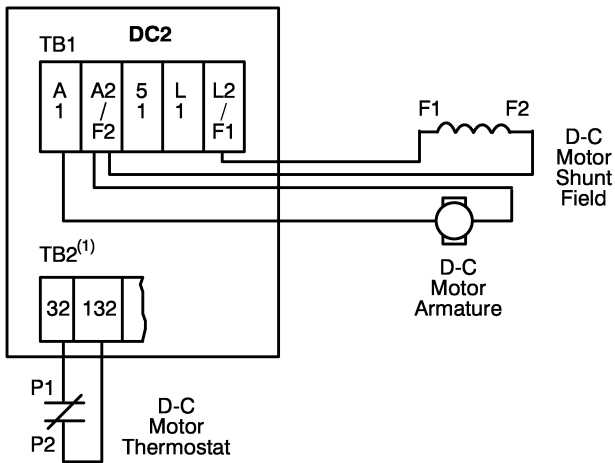 DC2
TB1
A 1
A2 / F2
5 1
L 1
L2 / F1
F1
F2
D-C
Motor
Shunt
Field
D-C
Motor
Armature
TB2(1)
32
132
P1
P2
D-C
Motor
Thermostat